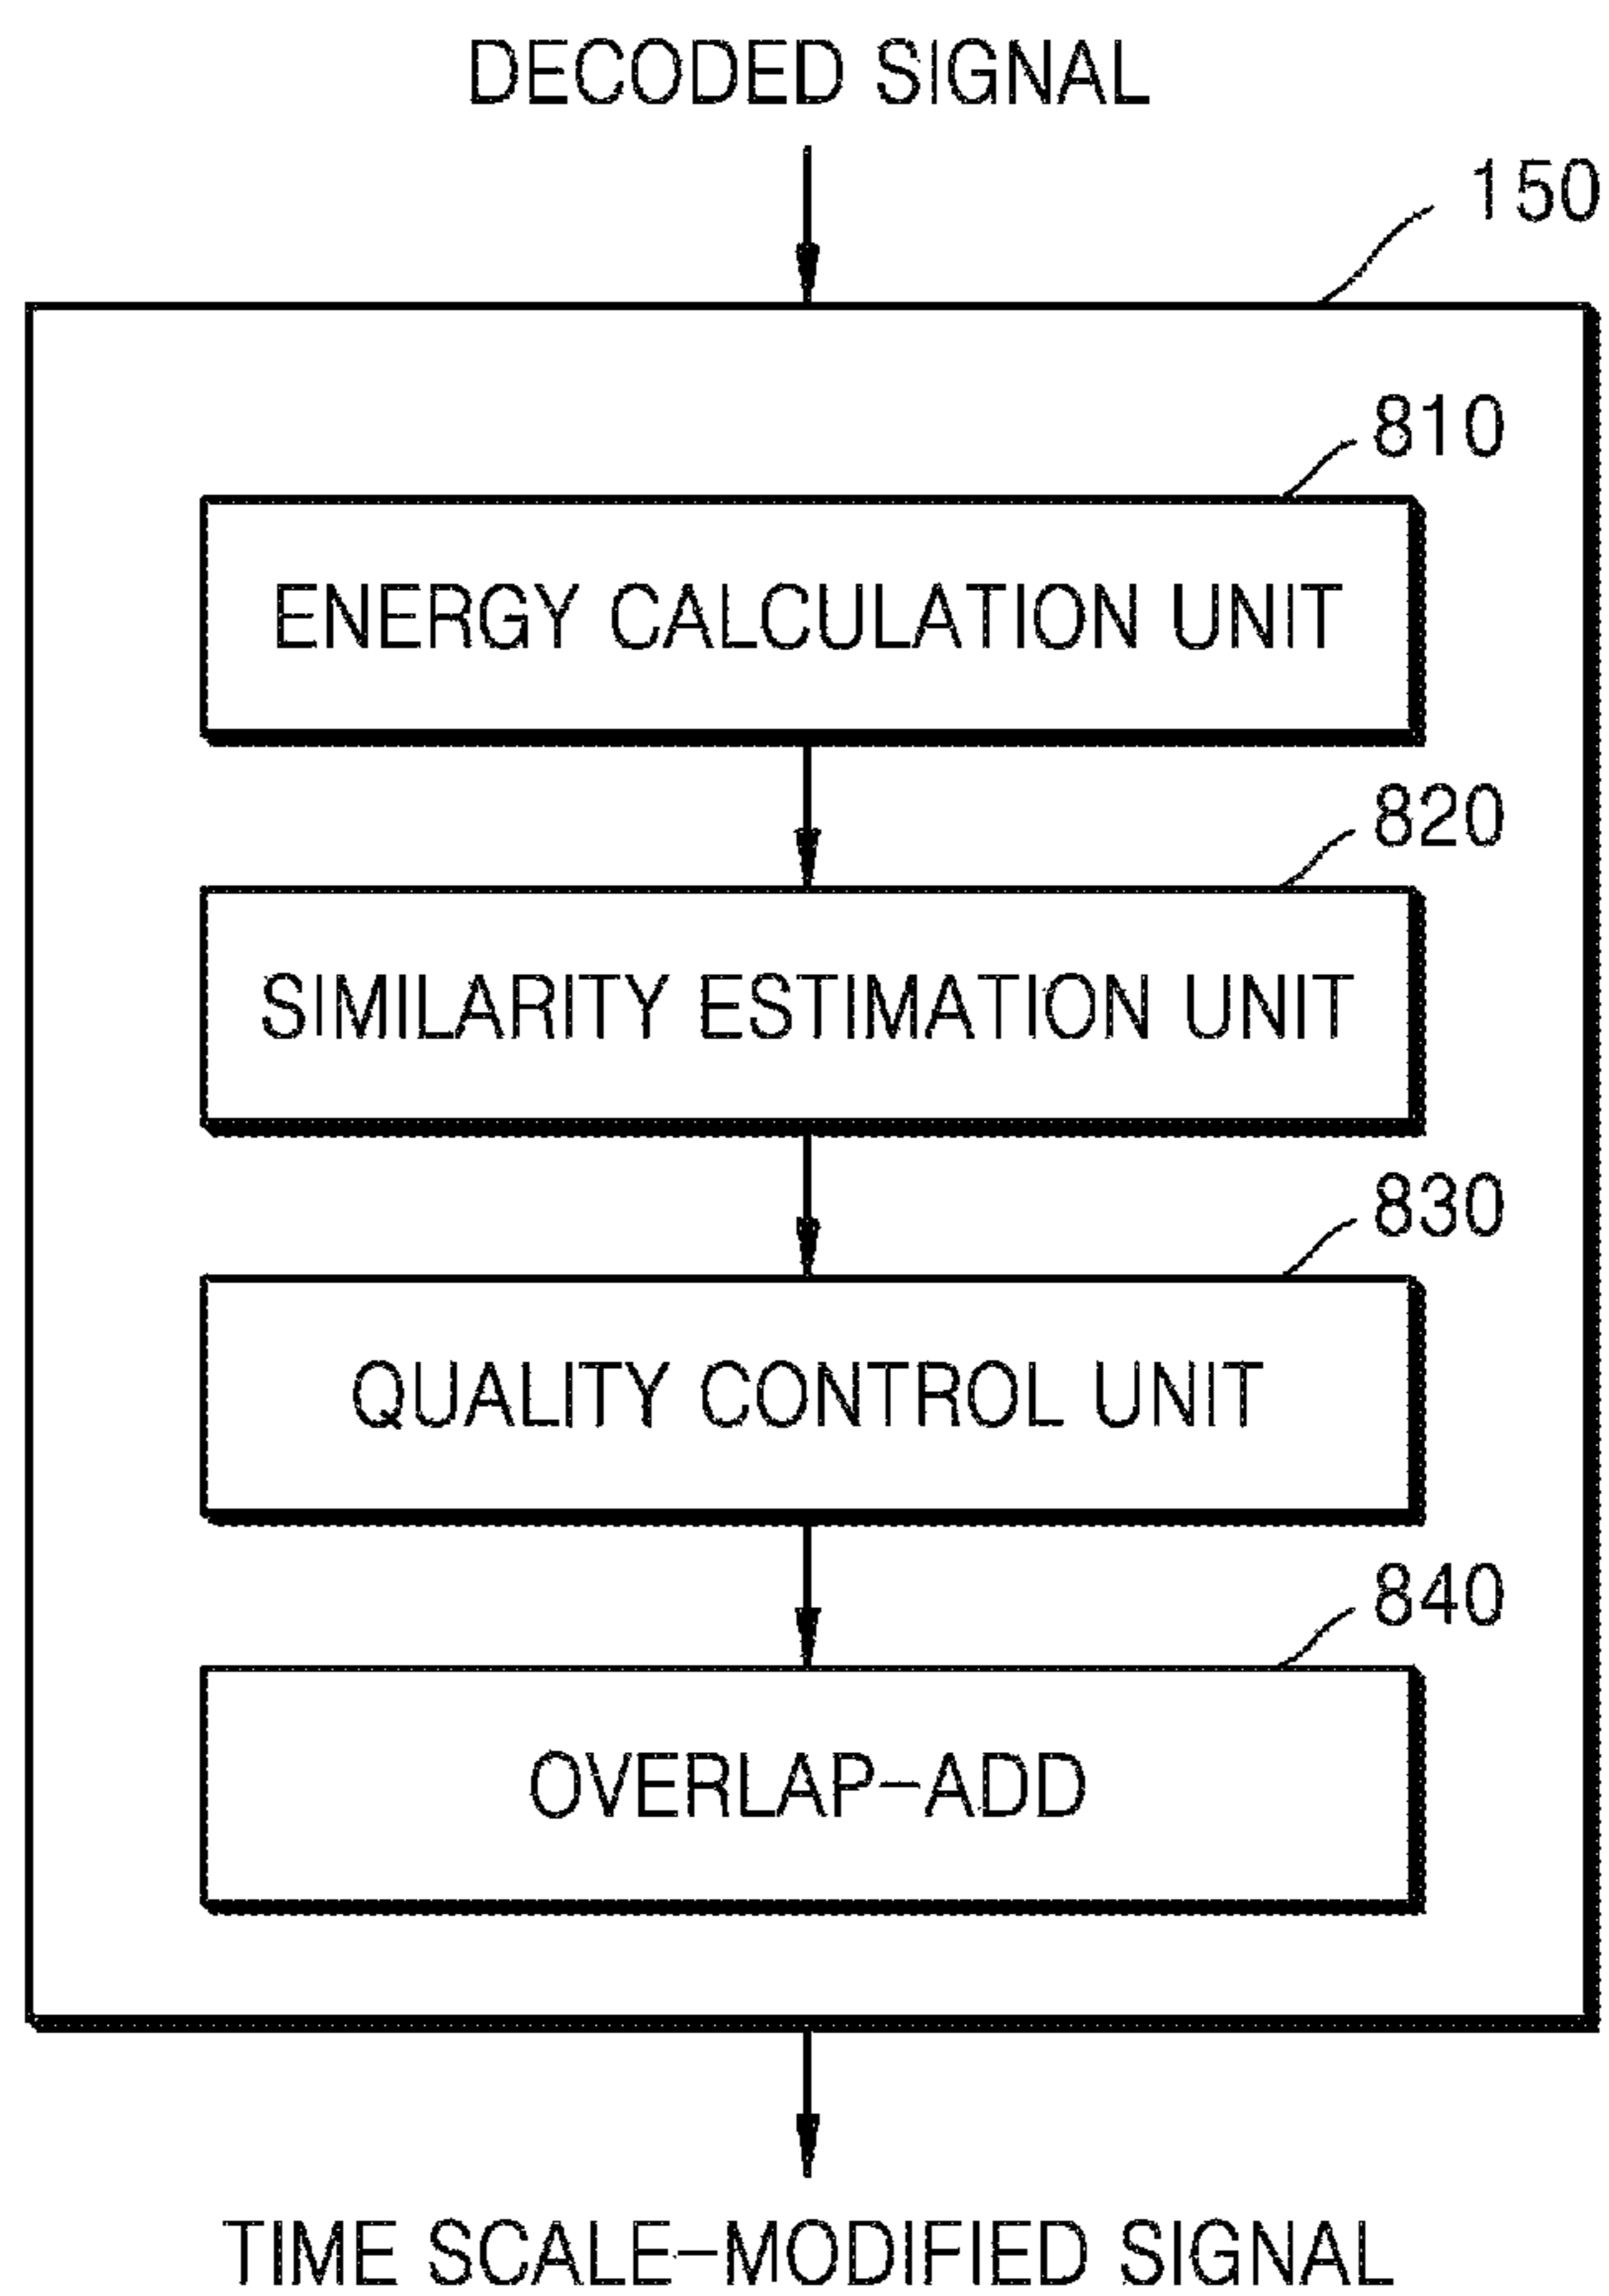 DECODED SIGNAL
150
810
ENERGY CALCULATION UNIT
820
SIMILARITY ESTIMATION UNIT
830
QUALITY CONTROL UNIT
840
OVERLAP-ADD
TIME SCALE-MODIFIED SIGNAL